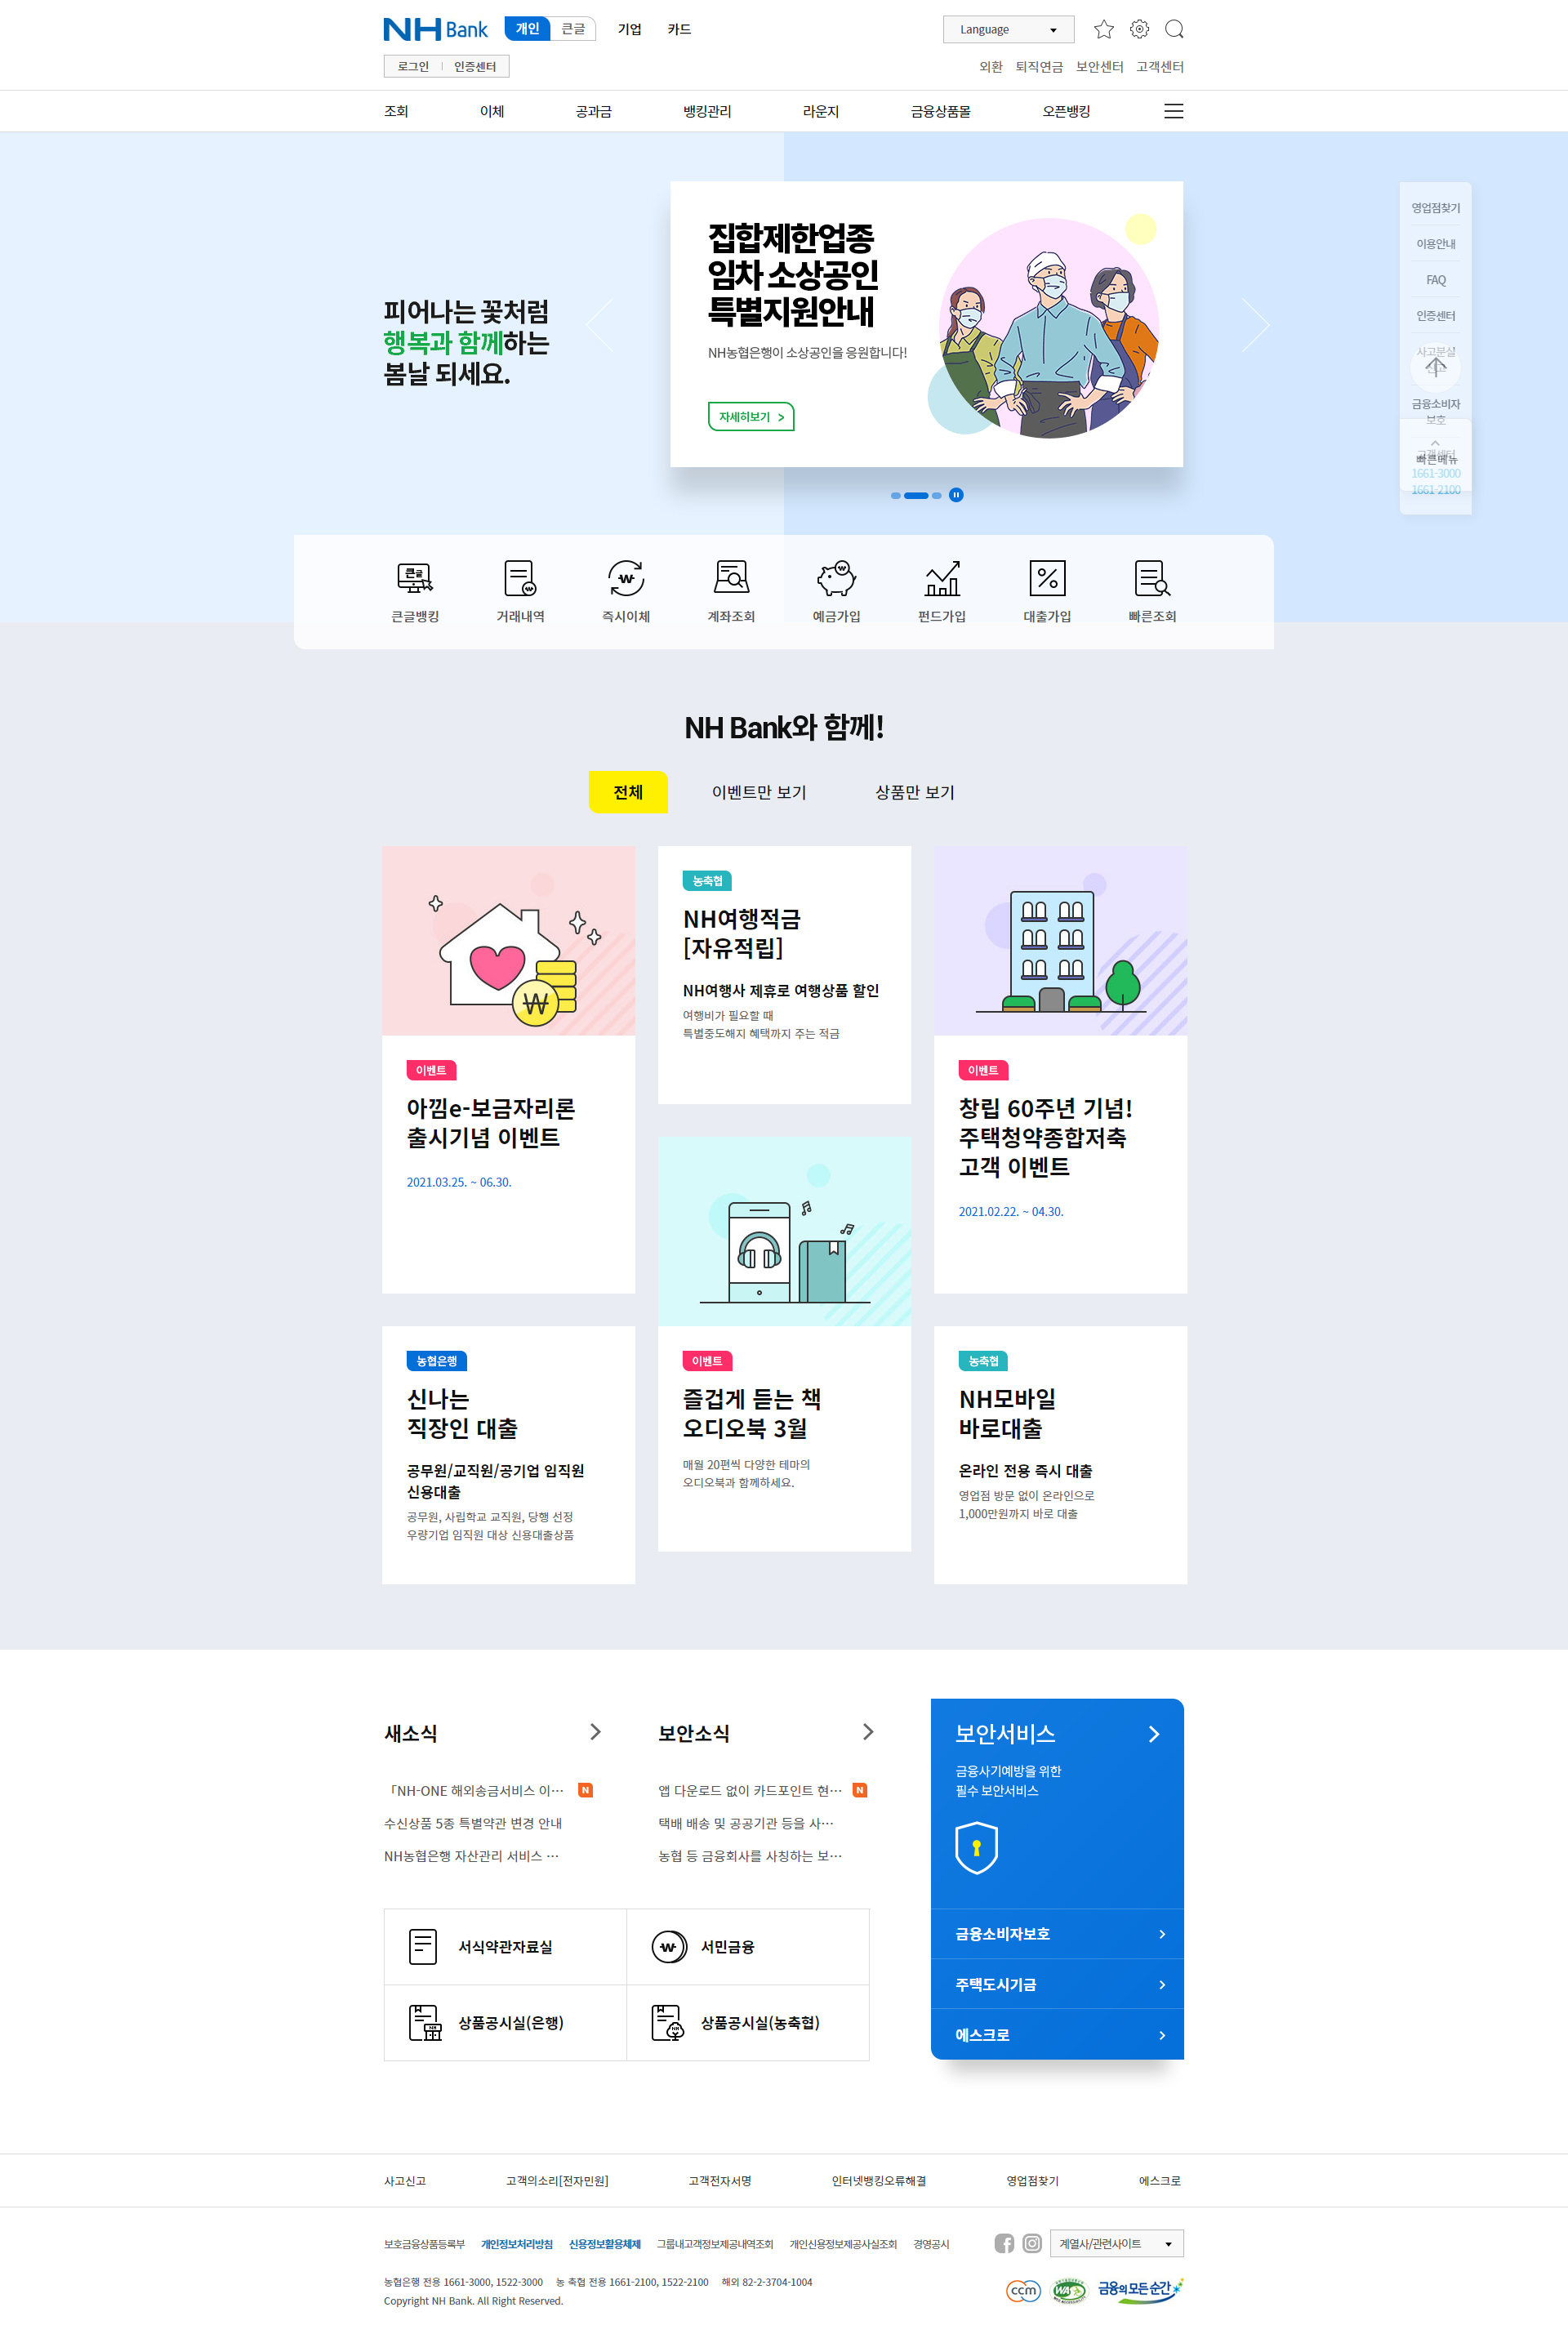 NH Bank 개인 큰글 기업 카드 Language
로그인 인증센터 외환 퇴직연금 보안센터 고객센터
조회 이체 공과금 뱅킹관리 라운지 금융상품몰 오픈뱅킹
피어나는 꽃처럼
행복과 함께하는
봄날 되세요.
집합제한업종
임차 소상공인
특별지원안내
NH농협은행이 소상공인을 응원합니다!
자세히보기 >
영업점찾기
이용안내
FAQ
인증센터
사고분실
금융소비자
보호
고객센터
빠른메뉴
1661-3000
1661-2100
큰글
큰글뱅킹 거래내역 즉시이체 계좌조회 예금가입 펀드가입 대출가입 빠른조회
NH Bank와 함께!
전체 이벤트만 보기 상품만 보기
이벤트
아낌e-보금자리론
출시기념 이벤트
2021.03.25. ~ 06.30.
농축협
NH여행적금
[자유적립]
NH여행사 제휴로 여행상품 할인
여행비가 필요할 때
특별중도해지 혜택까지 주는 적금
이벤트
창립 60주년 기념!
주택청약종합저축
고객 이벤트
2021.02.22. ~ 04.30.
농협은행
신나는
직장인 대출
공무원/교직원/공기업 임직원
신용대출
공무원, 사립학교 교직원, 당행 선정
우량기업 임직원 대상 신용대출상품
이벤트
즐겁게 듣는 책
오디오북 3월
매월 20편씩 다양한 테마의
오디오북과 함께하세요.
농축협
NH모바일
바로대출
온라인 전용 즉시 대출
영업점 방문 없이 온라인으로
1,000만원까지 바로 대출
새소식
「NH-ONE 해외송금서비스 이… N
수신상품 5종 특별약관 변경 안내
NH농협은행 자산관리 서비스 …
보안소식
앱 다운로드 없이 카드포인트 현… N
택배 배송 및 공공기관 등을 사…
농협 등 금융회사를 사칭하는 보…
보안서비스
금융사기예방을 위한
필수 보안서비스
금융소비자보호
주택도시기금
에스크로
서식약관자료실 서민금융
상품공시실(은행) 상품공시실(농축협)
사고신고 고객의소리[전자민원] 고객전자서명 인터넷뱅킹오류해결 영업점찾기 에스크로
보호금융상품등록부 개인정보처리방침 신용정보활용체제 그룹내고객정보제공내역조회 개인신용정보제공사실조회 경영공시 계열사/관련사이트
농협은행 전용 1661-3000, 1522-3000 농 축협 전용 1661-2100, 1522-2100 해외 82-2-3704-1004
Copyright NH Bank. All Right Reserved.
ccm WA 금융의 모든 순간